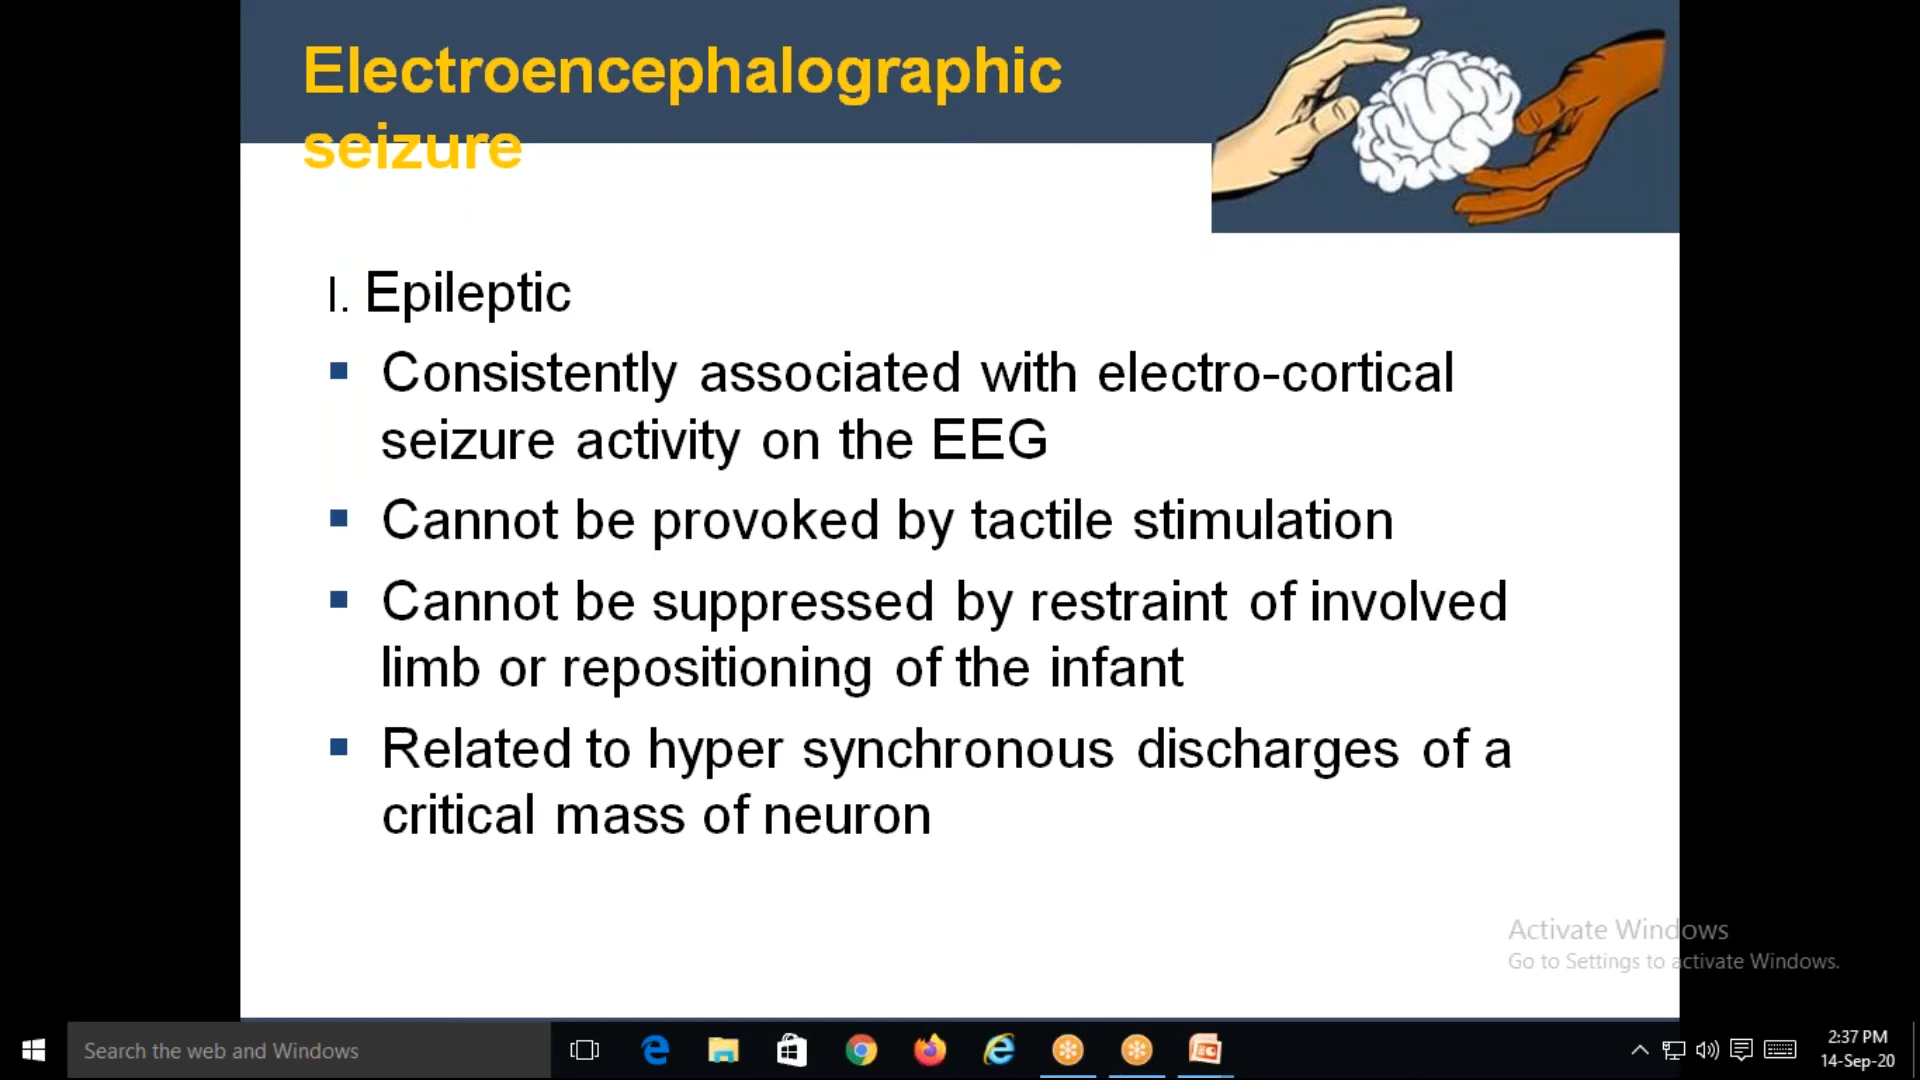 Electroencephalographic
seizure
I. Epileptic
▪ Consistently associated with electro-cortical
seizure activity on the EEG
▪ Cannot be provoked by tactile stimulation
▪ Cannot be suppressed by restraint of involved
limb or repositioning of the infant
▪ Related to hyper synchronous discharges of a
critical mass of neuron
Activate Windows
Go to Settings to activate Windows.
Search the web and Windows
2:37 PM
14-Sep-20